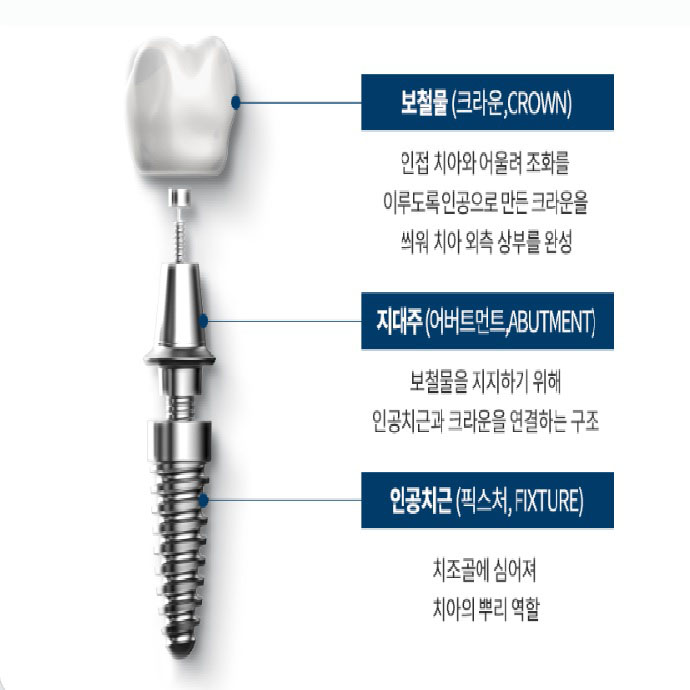 보철물 (크라운,CROWN)
인접 치아와 어울려 조화를
이루도록 인공으로 만든 크라운을
씌워 치아 외측 상부를 완성
지대주 (어버트먼트,ABUTMENT)
보철물을 지지하기 위해
인공치근과 크라운을 연결하는 구조
인공치근 (픽스처, FIXTURE)
치조골에 심어져
치아의 뿌리 역할